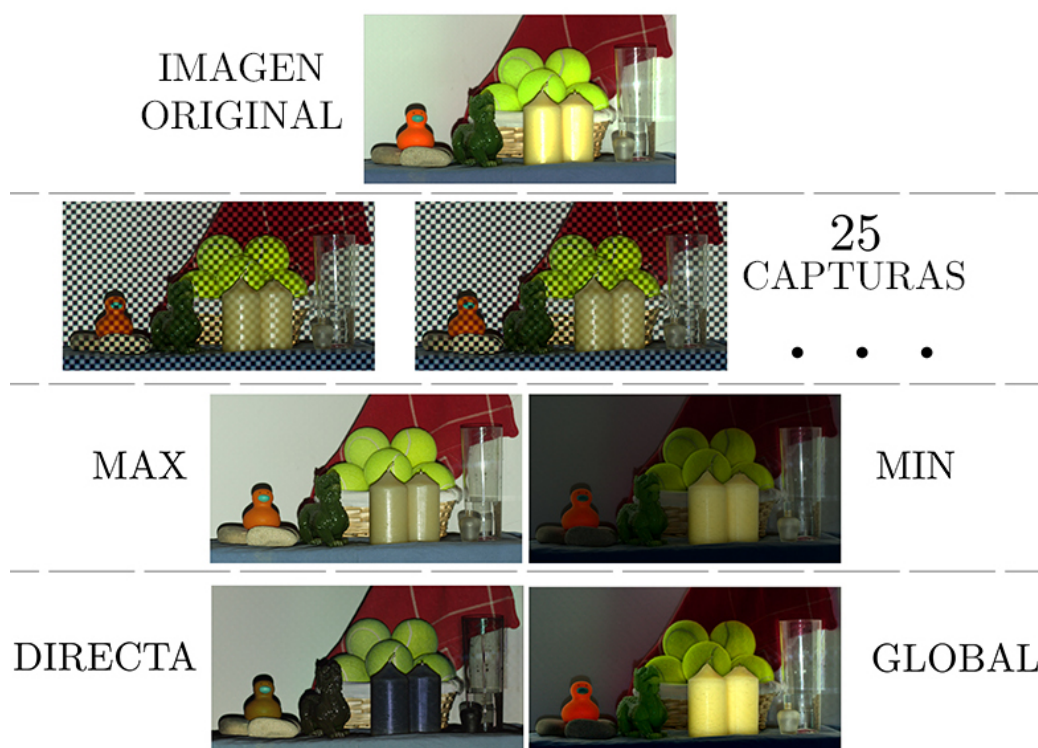 IMAGEN
ORIGINAL
25
CAPTURAS
. . .
MAX
MIN
DIRECTA
GLOBAL